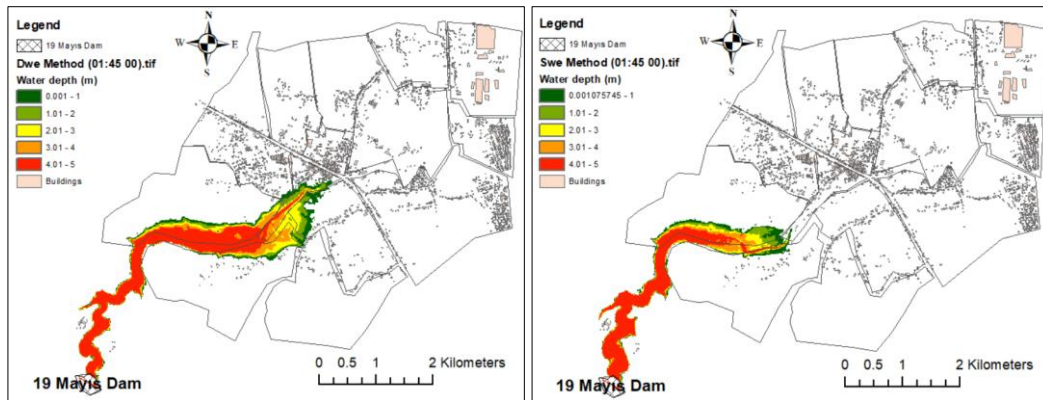 Legend
19 Mayıs Dam
Dwe Method (01:45 00).tif
Water depth (m)
0.001 - 1
1.01 - 2
2.01 - 3
3.01 - 4
4.01 - 5
Buildings
N
W E
S
19 Mayıs Dam
0 0.5 1 2 Kilometers
Legend
19 Mayıs Dam
Swe Method (01:45 00).tif
Water depth (m)
0.001075745 - 1
1.01 - 2
2.01 - 3
3.01 - 4
4.01 - 5
Buildings
N
W E
S
19 Mayıs Dam
0 0.5 1 2 Kilometers